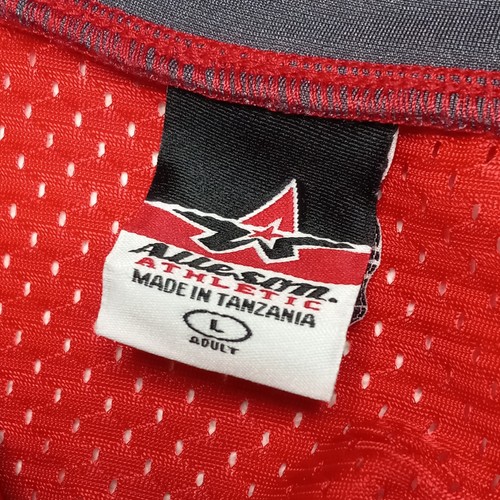 Alleson.
ATHLETIC
MADE IN TANZANIA
L
ADULT